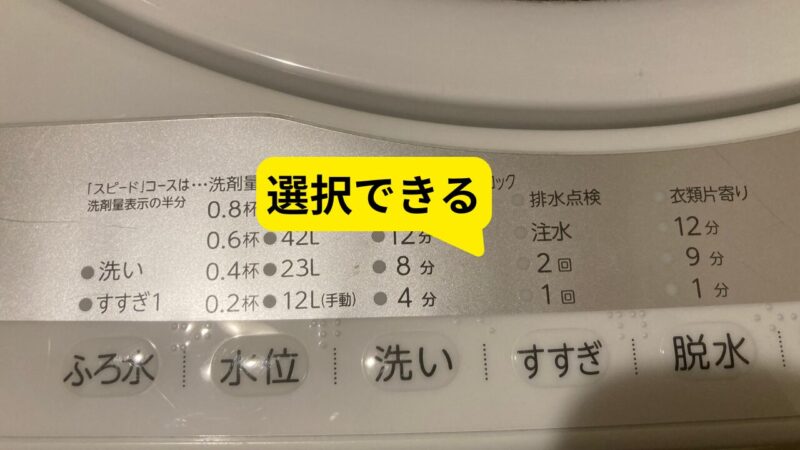 選択できる
「スピード」コースは…洗剤量
洗剤量表示の半分
ロック
排水点検
衣類片寄り
0.8杯
注水
12分
0.6杯 42L
12分
洗い
0.4杯 23L
8分
2回
9分
すすぎ1
0.2杯 12L(手動)
4分
1回
1分
ふろ水
水位
洗い
すすぎ
脱水